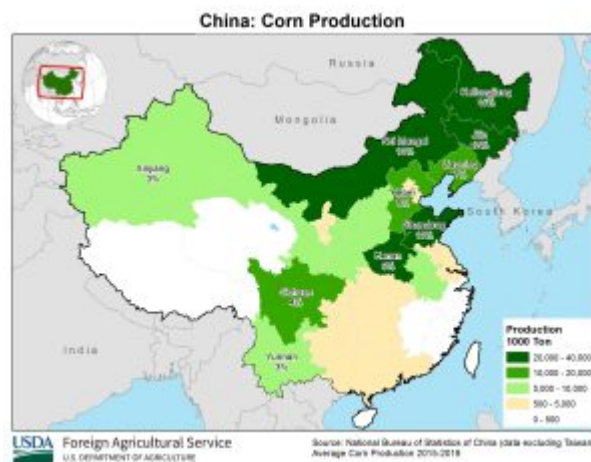 China: Corn Production
Russia
Mongolia
Heilongjiang
Jilin
Nei Mongol
Xinjiang
3%
South Korea
Shandong
Henan
Sichuan
4%
Yunnan
3%
India
Production
1000 Ton
20,000 - 40,000
10,000 - 20,000
5,000 - 10,000
500 - 5,000
0 - 500
USDA Foreign Agricultural Service
U.S. DEPARTMENT OF AGRICULTURE
Source: National Bureau of Statistics of China (data excluding Taiwan
Average Corn Production 2015-2019